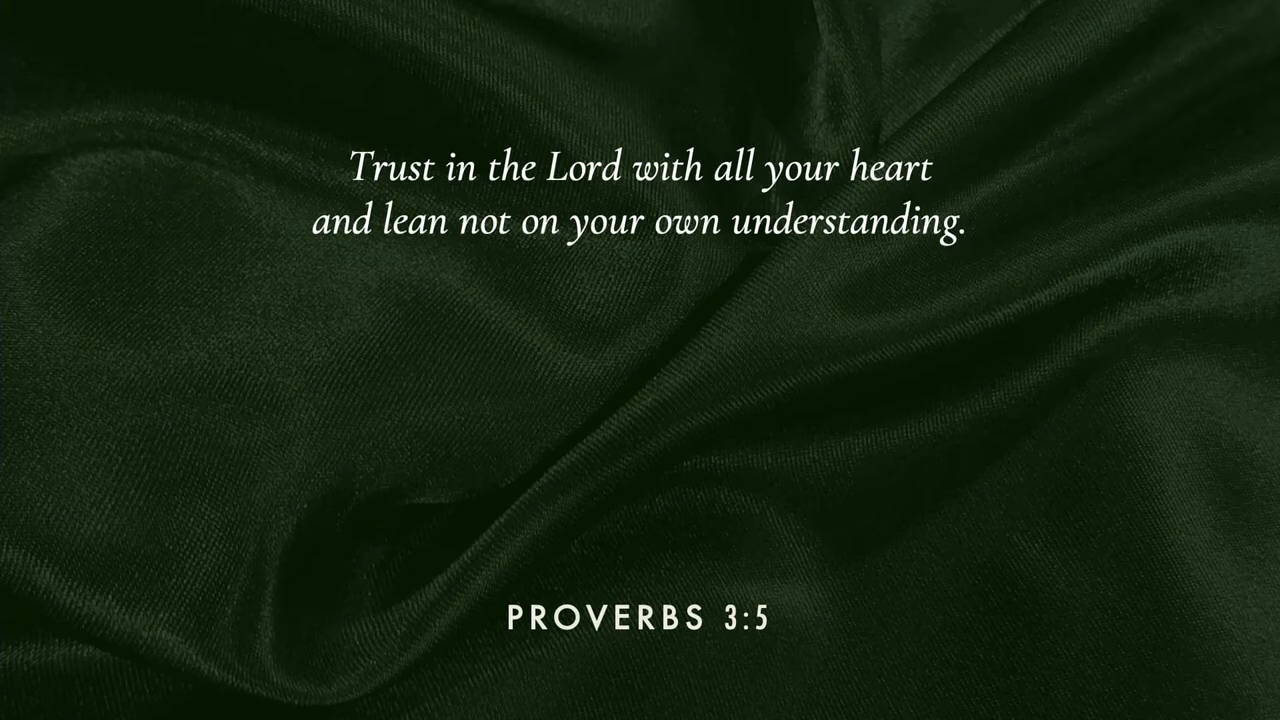 Trust in the Lord with all your heart
and lean not on your own understanding.
PROVERBS 3:5